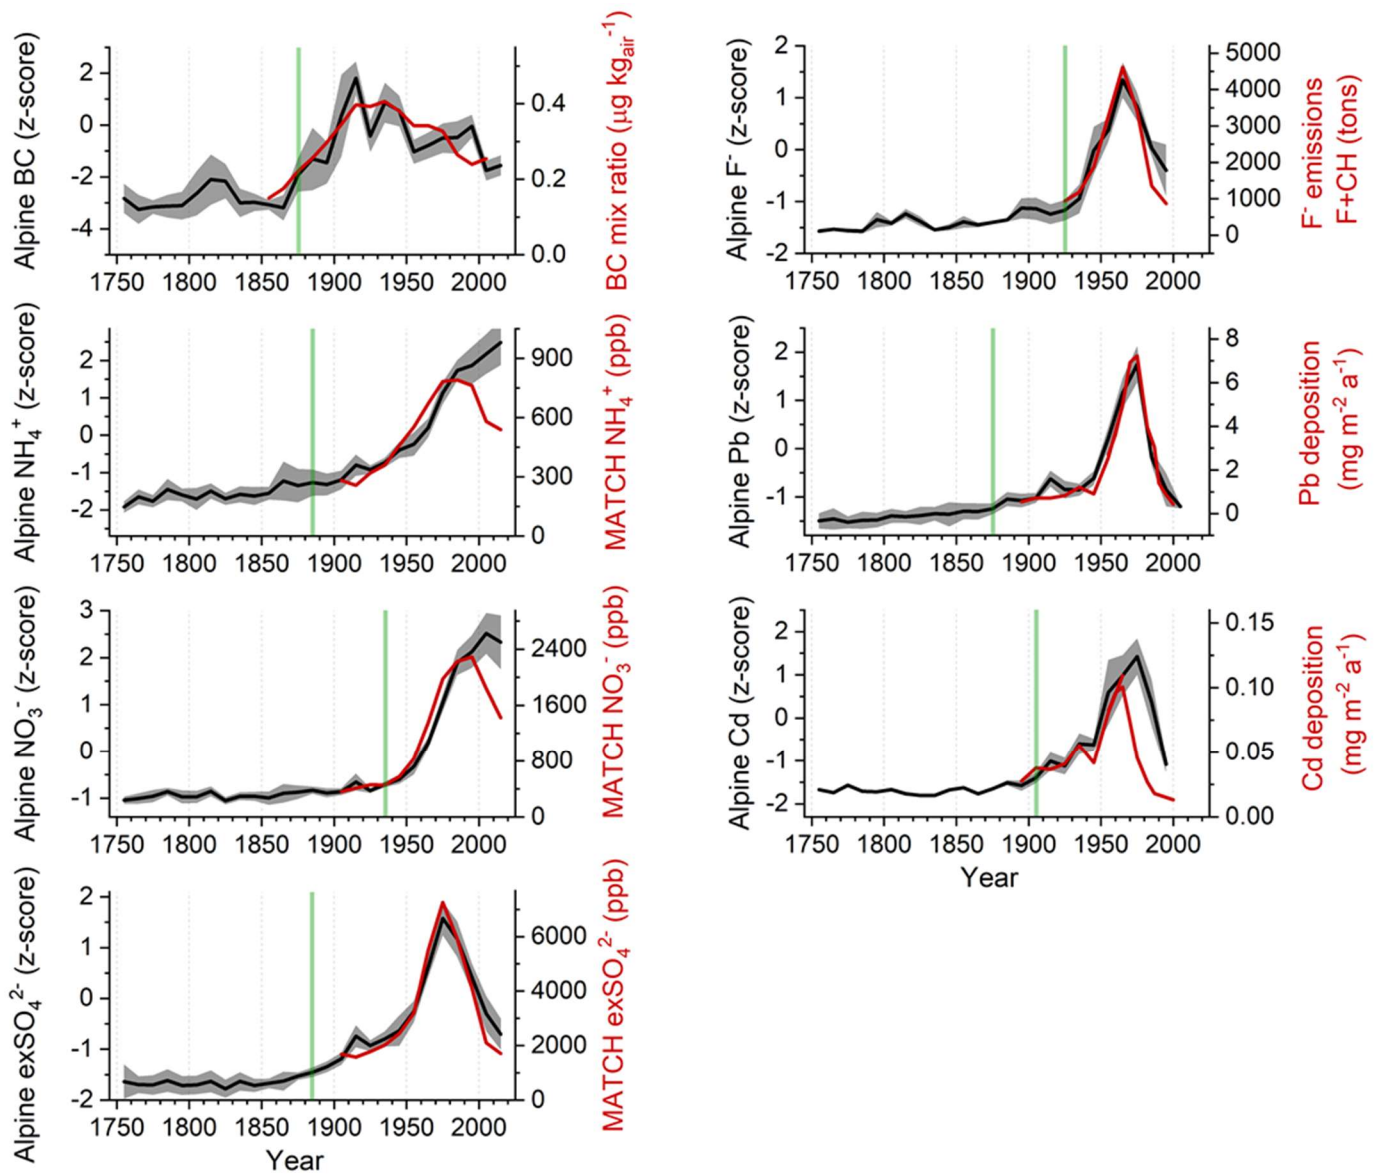 Alpine BC (z-score)
2
0
-2
-4
0.4
0.2
0.0
BC mix ratio (µg kg_air^-1)
1750 1800 1850 1900 1950 2000
Alpine NH₄⁺ (z-score)
2
1
0
-1
-2
900
600
300
0
MATCH NH₄⁺ (ppb)
1750 1800 1850 1900 1950 2000
Alpine NO₃⁻ (z-score)
3
2
1
0
-1
2400
1600
800
0
MATCH NO₃⁻ (ppb)
1750 1800 1850 1900 1950 2000
Alpine exSO₄²⁻ (z-score)
2
1
0
-1
-2
6000
4000
2000
0
MATCH exSO₄²⁻ (ppb)
1750 1800 1850 1900 1950 2000
Year
Alpine F⁻ (z-score)
2
1
0
-1
-2
5000
4000
3000
2000
1000
0
F⁻ emissions
F+CH (tons)
1750 1800 1850 1900 1950 2000
Alpine Pb (z-score)
2
1
0
-1
8
6
4
2
0
Pb deposition
(mg m⁻² a⁻¹)
1750 1800 1850 1900 1950 2000
Alpine Cd (z-score)
2
1
0
-1
-2
0.15
0.10
0.05
0.00
Cd deposition
(mg m⁻² a⁻¹)
1750 1800 1850 1900 1950 2000
Year